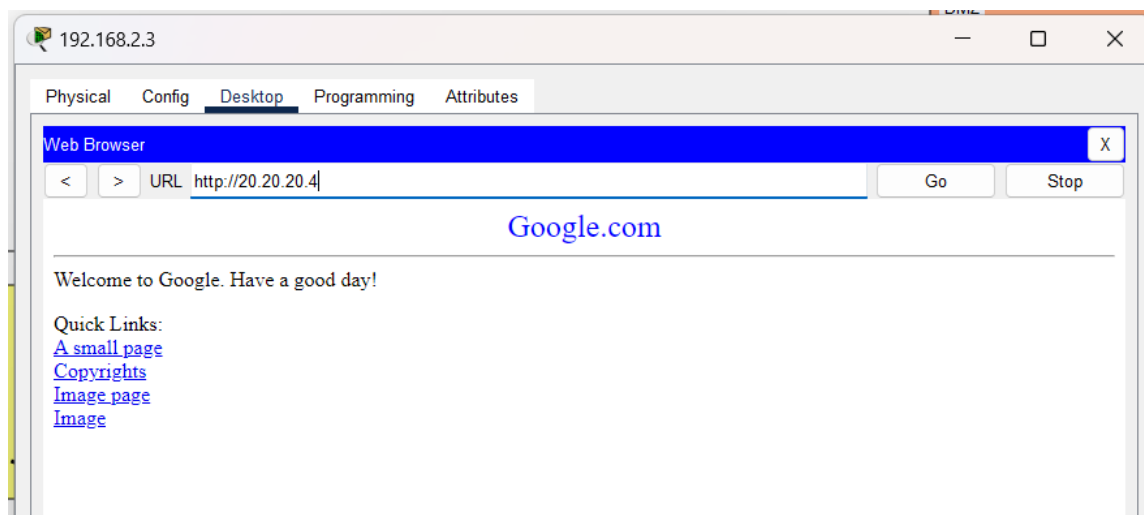 DMZ
192.168.2.3
Physical Config Desktop Programming Attributes
Web Browser X
< > URL http://20.20.20.4 Go Stop
Google.com
Welcome to Google. Have a good day!
Quick Links:
A small page
Copyrights
Image page
Image